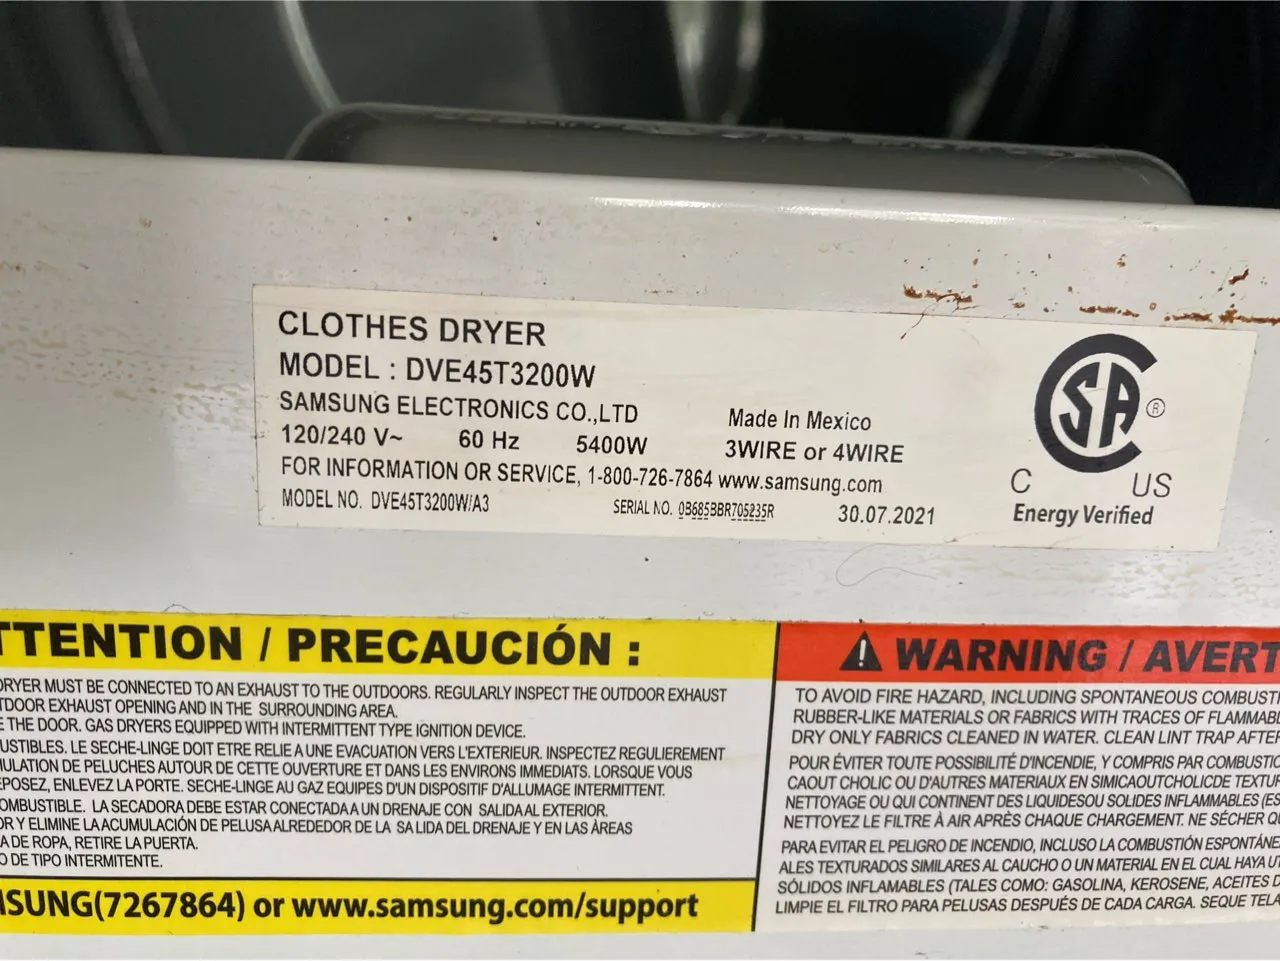 CLOTHES DRYER
MODEL : DVE45T3200W
SAMSUNG ELECTRONICS CO.,LTD
Made In Mexico
120/240 V~ 60 Hz 5400W 3WIRE or 4WIRE
FOR INFORMATION OR SERVICE, 1-800-726-7864 www.samsung.com
MODEL NO. DVE45T3200W/A3 SERIAL NO. 0B685BBR705235R 30.07.2021
SA ®
C US
Energy Verified
TTENTION / PRECAUCIÓN :
DRYER MUST BE CONNECTED TO AN EXHAUST TO THE OUTDOORS. REGULARLY INSPECT THE OUTDOOR EXHAUST
TDOOR EXHAUST OPENING AND IN THE SURROUNDING AREA.
E THE DOOR. GAS DRYERS EQUIPPED WITH INTERMITTENT TYPE IGNITION DEVICE.
USTIBLES. LE SECHE-LINGE DOIT ETRE RELIE A UNE EVACUATION VERS L'EXTERIEUR. INSPECTEZ REGULIEREMENT
MULATION DE PELUCHES AUTOUR DE CETTE OUVERTURE ET DANS LES ENVIRONS IMMEDIATS. LORSQUE VOUS
EPOSEZ, ENLEVEZ LA PORTE. SECHE-LINGE AU GAZ EQUIPES D'UN DISPOSITIF D'ALLUMAGE INTERMITTENT.
OMBUSTIBLE. LA SECADORA DEBE ESTAR CONECTADA A UN DRENAJE CON SALIDA AL EXTERIOR.
OR Y ELIMINE LA ACUMULACIÓN DE PELUSA ALREDEDOR DE LA SALIDA DEL DRENAJE Y EN LAS ÀREAS
A DE ROPA, RETIRE LA PUERTA.
O DE TIPO INTERMITENTE.
MSUNG(7267864) or www.samsung.com/support
WARNING / AVERT
TO AVOID FIRE HAZARD, INCLUDING SPONTANEOUS COMBUSTI
RUBBER-LIKE MATERIALS OR FABRICS WITH TRACES OF FLAMMABL
DRY ONLY FABRICS CLEANED IN WATER. CLEAN LINT TRAP AFTER
POUR ÉVITER TOUTE POSSIBILITÉ D'INCENDIE, Y COMPRIS PAR COMBUSTIO
CAOUT CHOLIC OU D'AUTRES MATERIAUX EN SIMICAOUTCHOLICDE TEXTUR
NETTOYAGE OU QUI CONTINENT DES LIQUIDESOU SOLIDES INFLAMMABLES (ES
NETTOYEZ LE FILTRE À AIR APRÈS CHAQUE CHARGEMENT. NE SÉCHER QU
PARA EVITAR EL PELIGRO DE INCENDIO, INCLUSO LA COMBUSTIÓN ESPONTÁNE
ALES TEXTURADOS SIMILARES AL CAUCHO O UN MATERIAL EN EL CUAL HAYA UT
SÓLIDOS INFLAMABLES (TALES COMO: GASOLINA, KEROSENE, ACEITES D
LIMPIE EL FILTRO PARA PELUSAS DESPUÉS DE CADA CARGA. SEQUE TELA